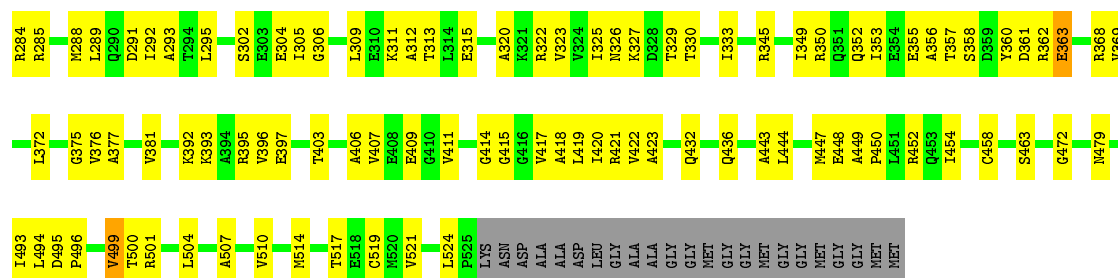 R284 R285 M288 L289 Q290 D291 I292 A293 T294 L295 S302 E303 E304 I305 G306 L309 E310 K311 A312 T313 L314 E315 A320 K321 R322 V323 V324 I325 N326 K327 D328 T329 T330 I333 R345 I349 R350 Q351 Q352 I353 E354 E355 A356 T357 S358 D359 Y360 D361 R362 E363 R368 V369
L372 G375 V376 A377 V381 K392 K393 A394 R395 V396 E397 T403 A406 V407 E408 E409 G410 V411 G414 G415 G416 V417 A418 L419 I420 R421 V422 A423 Q432 Q436 A443 L444 M447 E448 A449 P450 L451 R452 Q453 I454 C458 S463 G472 N479
I493 L494 D495 P496 V499 T500 R501 L504 A507 V510 M514 T517 E518 C519 M520 V521 L524 P525 LYS ASN ASP ALA ALA ASP LEU GLY ALA ALA GLY GLY MET GLY GLY MET GLY GLY MET MET